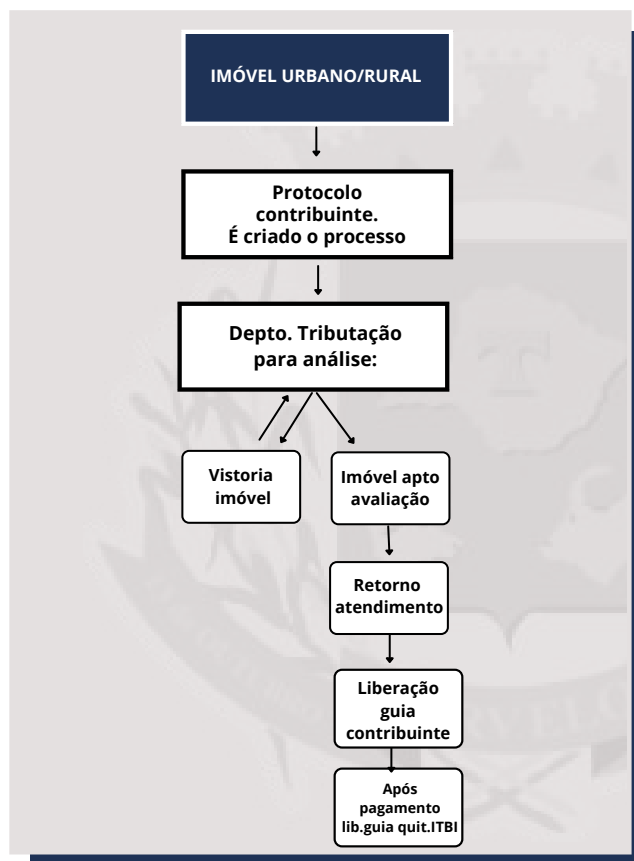 IMÓVEL URBANO/RURAL
Protocolo
contribuinte.
É criado o processo
Depto. Tributação
para análise:
Vistoria
imóvel
Imóvel apto
avaliação
Retorno
atendimento
Liberação
guia
contribuinte
Após
pagamento
lib.guia quit.ITBI